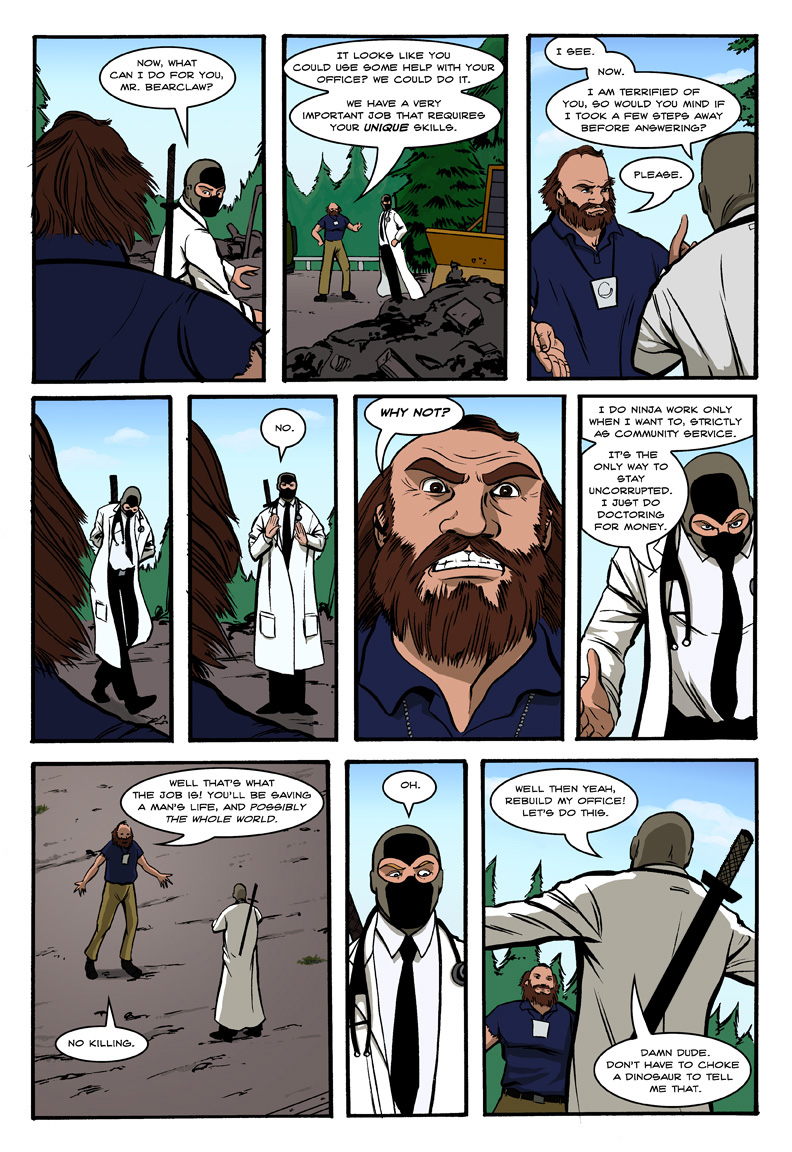 NOW, WHAT
CAN I DO FOR YOU,
MR. BEARCLAW?
IT LOOKS LIKE YOU
COULD USE SOME HELP WITH YOUR
OFFICE? WE COULD DO IT.
WE HAVE A VERY
IMPORTANT JOB THAT REQUIRES
YOUR UNIQUE SKILLS.
I SEE.
NOW.
I AM TERRIFIED OF
YOU, SO WOULD YOU MIND IF
I TOOK A FEW STEPS AWAY
BEFORE ANSWERING?
PLEASE.
NO.
WHY NOT?
I DO NINJA WORK ONLY
WHEN I WANT TO, STRICTLY
AS COMMUNITY SERVICE.
IT'S THE
ONLY WAY TO
STAY
UNCORRUPTED.
I JUST DO
DOCTORING
FOR MONEY.
WELL THAT'S WHAT
THE JOB IS! YOU'LL BE SAVING
A MAN'S LIFE, AND POSSIBLY
THE WHOLE WORLD.
NO KILLING.
OH.
WELL THEN YEAH,
REBUILD MY OFFICE!
LET'S DO THIS.
DAMN DUDE.
DON'T HAVE TO CHOKE
A DINOSAUR TO TELL
ME THAT.